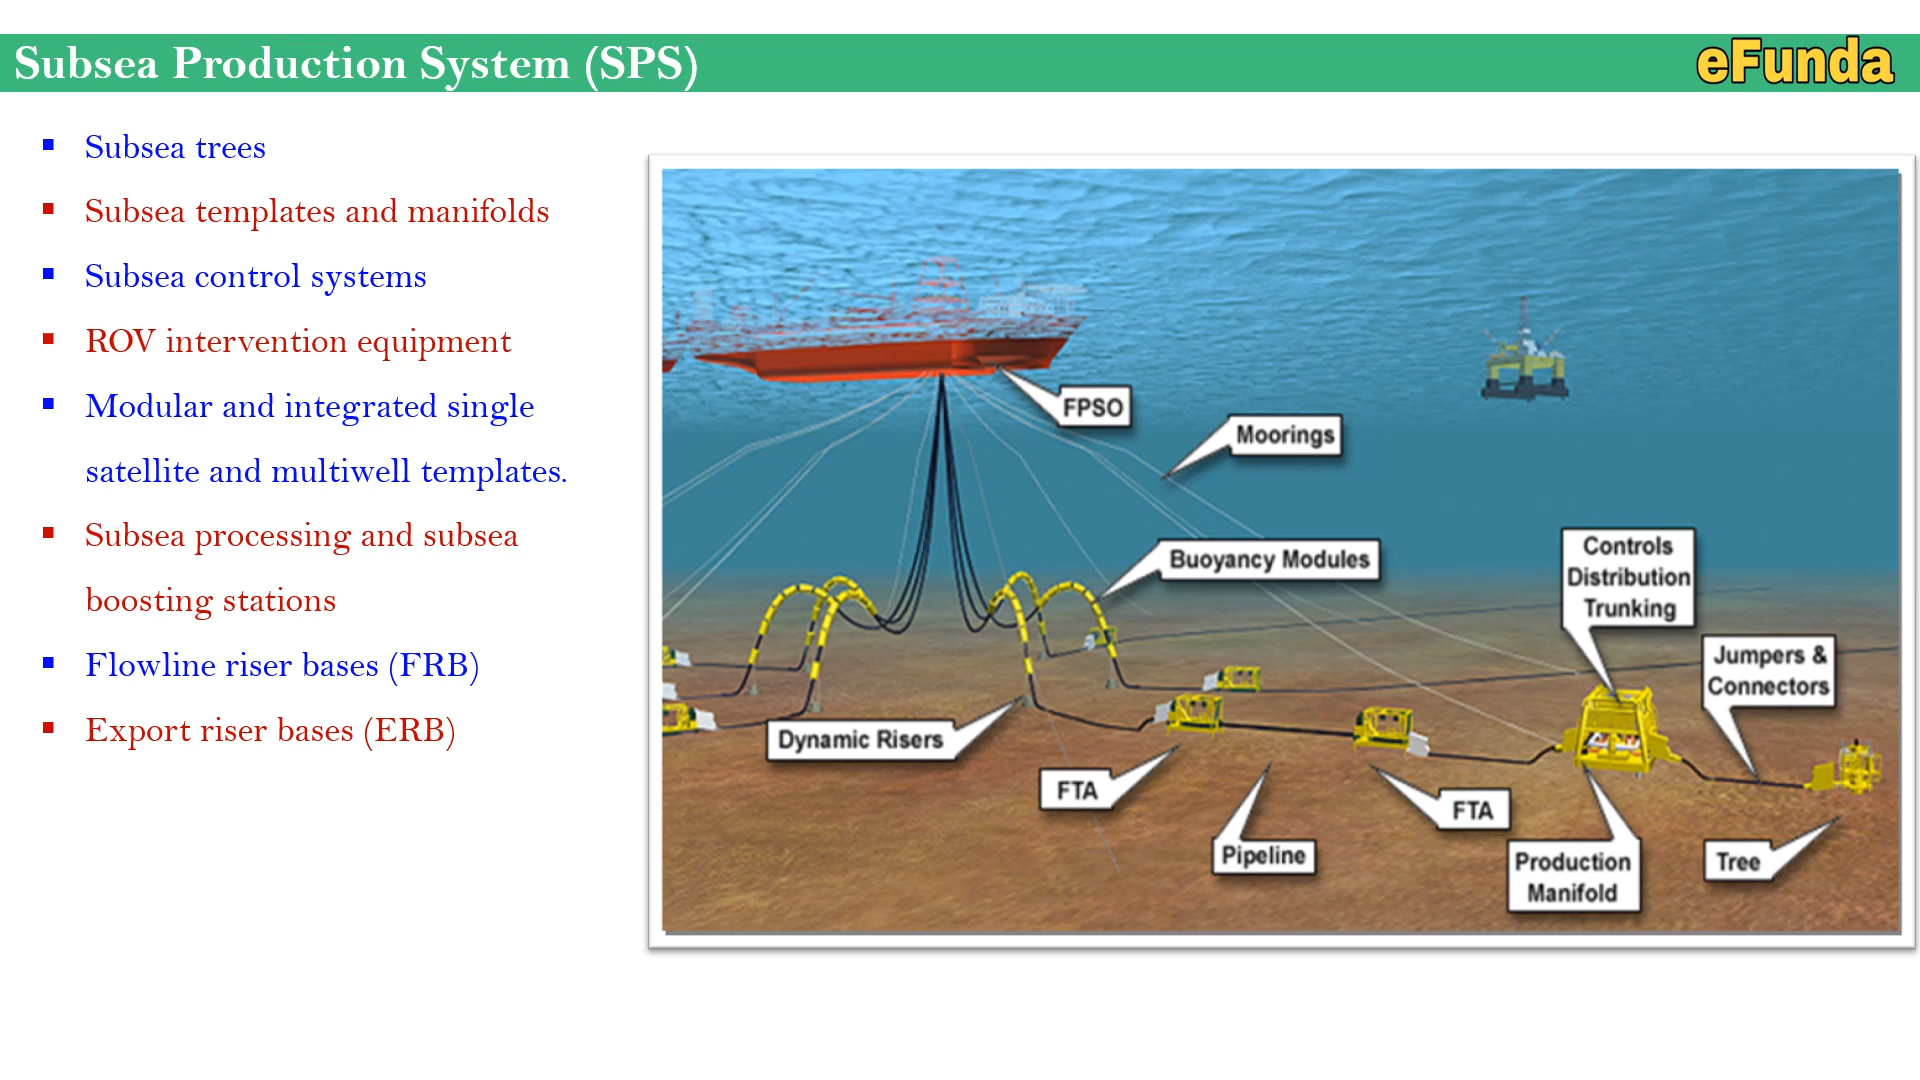 Subsea Production System (SPS)
eFunda
▪ Subsea trees
▪ Subsea templates and manifolds
▪ Subsea control systems
▪ ROV intervention equipment
▪ Modular and integrated single
satellite and multiwell templates.
▪ Subsea processing and subsea
boosting stations
▪ Flowline riser bases (FRB)
▪ Export riser bases (ERB)
FPSO
Moorings
Buoyancy Modules
Controls
Distribution
Trunking
Jumpers &
Connectors
Dynamic Risers
FTA
Pipeline
FTA
Production
Manifold
Tree